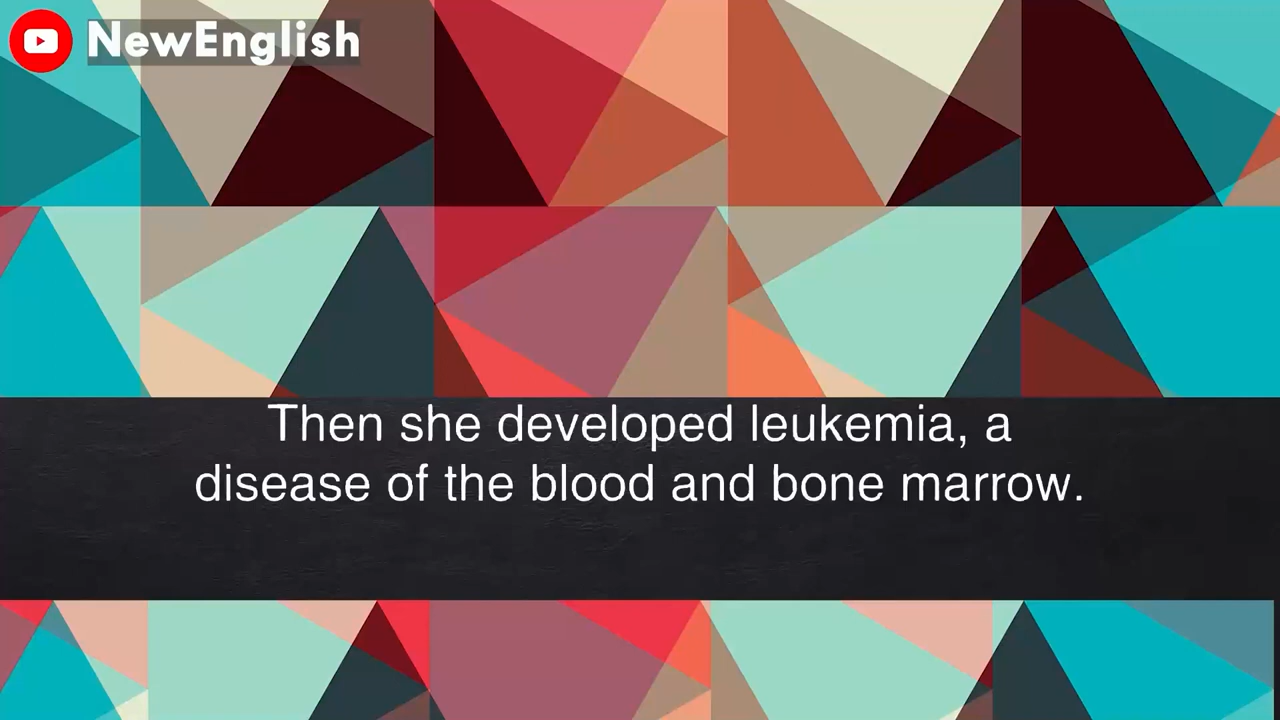 NewEnglish
Then she developed leukemia, a
disease of the blood and bone marrow.